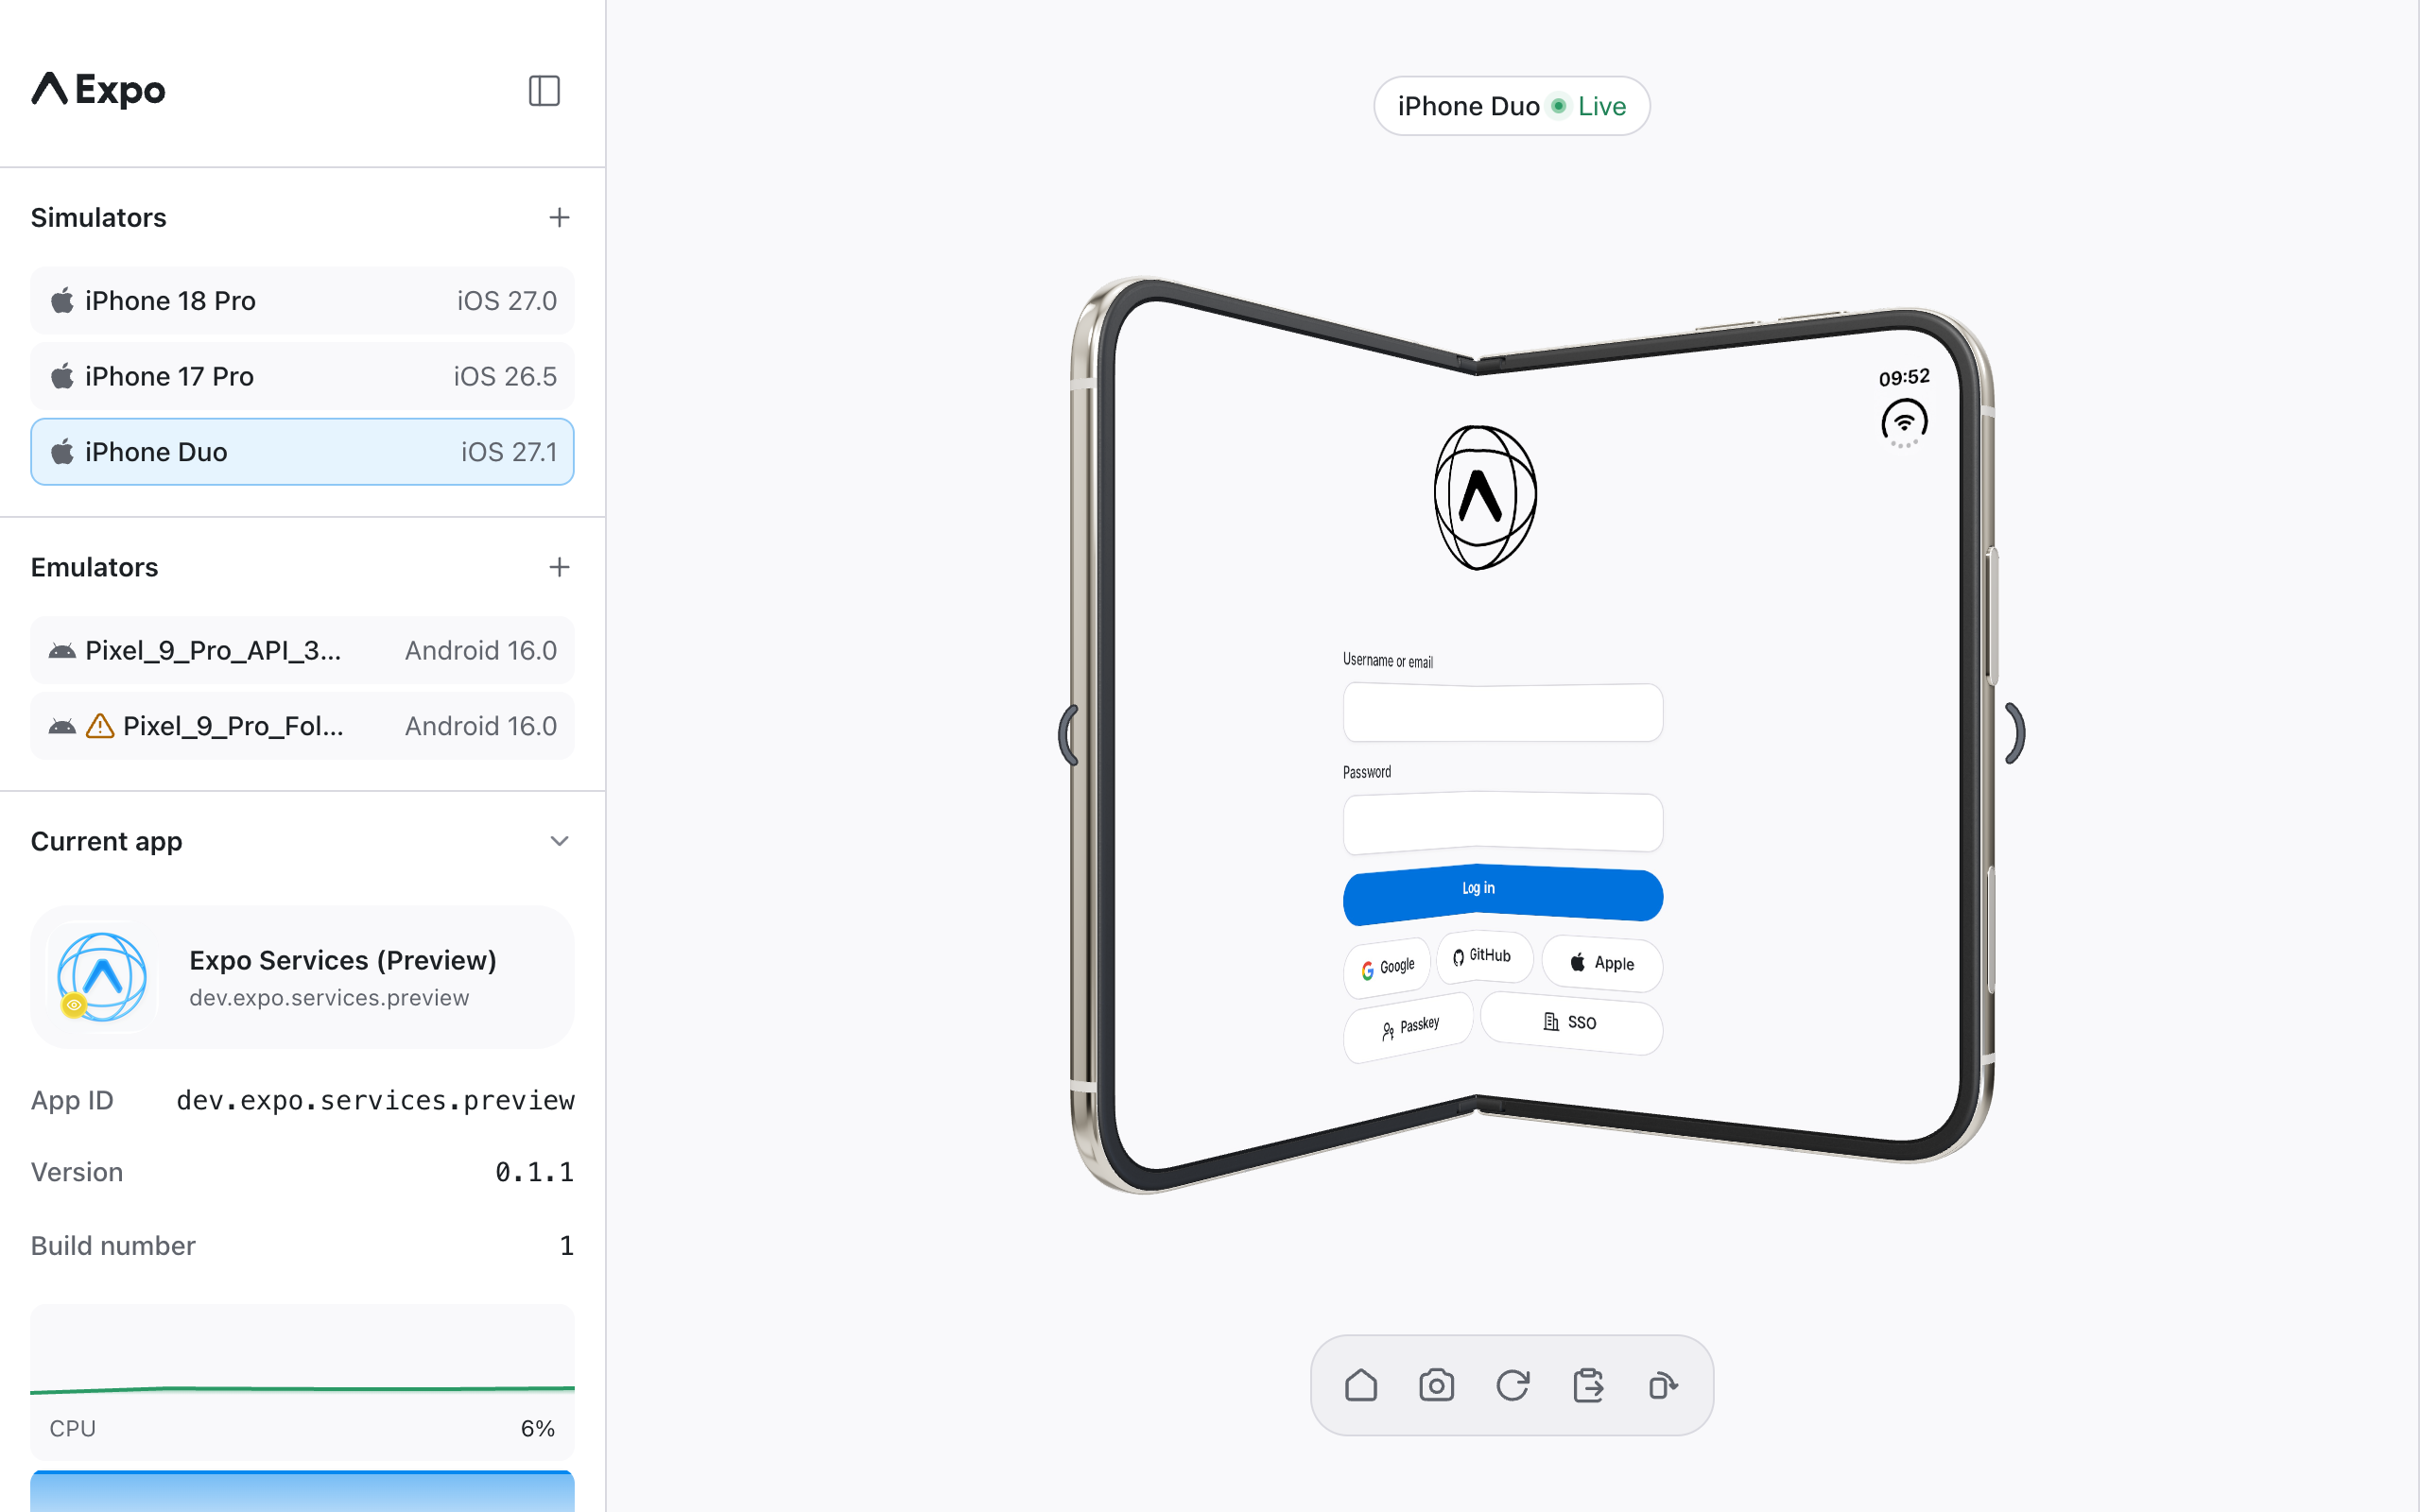 Expo
Simulators
iPhone 18 Pro iOS 27.0
iPhone 17 Pro iOS 26.5
iPhone Duo iOS 27.1
Emulators
Pixel_9_Pro_API_3... Android 16.0
Pixel_9_Pro_Fol... Android 16.0
Current app
Expo Services (Preview)
dev.expo.services.preview
App ID dev.expo.services.preview
Version 0.1.1
Build number 1
CPU 6%
iPhone Duo Live
09:52
Username or email
Password
Log in
Google GitHub Apple
Passkey SSO